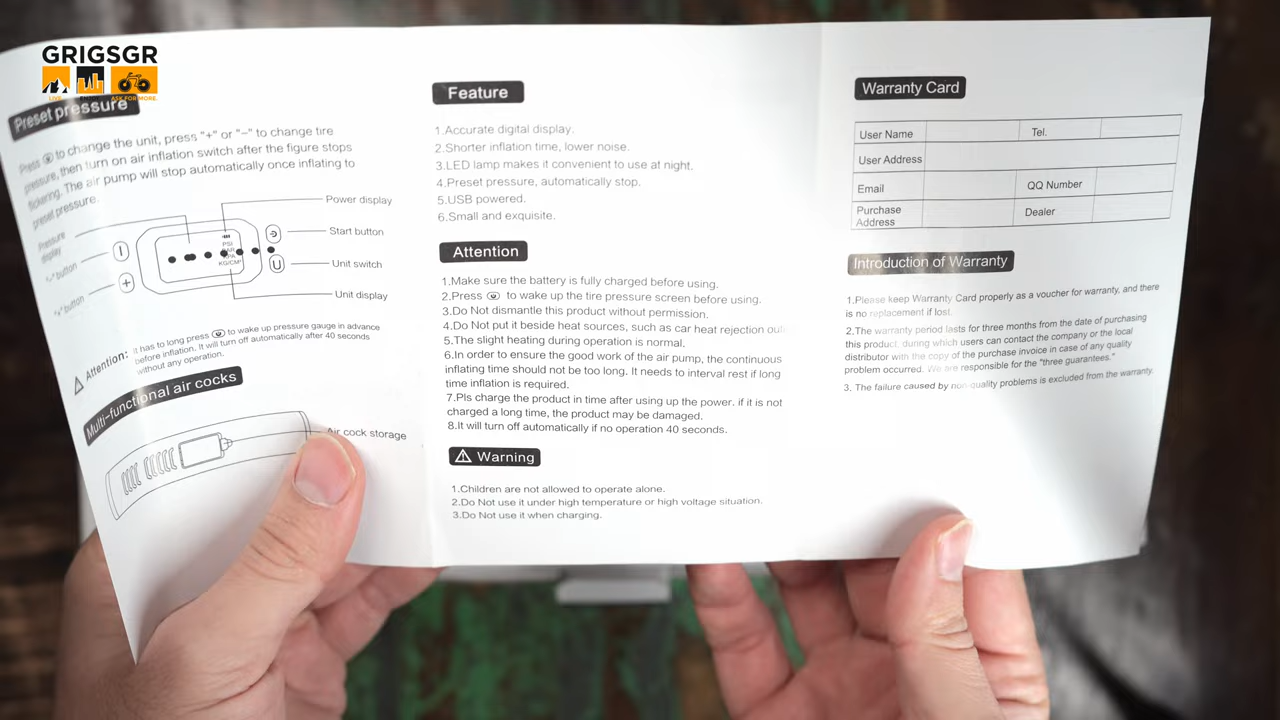 GRIGSGR
LIVE.
ASK FOR MORE.
Preset pressure
Press to change the unit, press "+" or "−" to change tire
pressure, then turn on air inflation switch after the figure stops
flickering. The air pump will stop automatically once inflating to
preset pressure.
Power display
Pressure
display
Start button
"-" button
Unit switch
"+" button
Unit display
PSI
BAR
KPA
KG/CM²
Attention:
It has to long press to wake up pressure gauge in advance
before inflation. It will turn off automatically after 40 seconds
without any operation.
Multi-functional air cocks
Air cock storage
Feature
1.Accurate digital display.
2.Shorter inflation time, lower noise.
3.LED lamp makes it convenient to use at night.
4.Preset pressure, automatically stop.
5.USB powered.
6.Small and exquisite.
Attention
1.Make sure the battery is fully charged before using.
2.Press to wake up the tire pressure screen before using.
3.Do Not dismantle this product without permission.
4.Do Not put it beside heat sources, such as car heat rejection
5.The slight heating during operation is normal.
6.In order to ensure the good work of the air pump, the continuous
inflating time should not be too long. It needs to interval rest if long
time inflation is required.
7.Pls charge the product in time after using up the power. if it is not
charged a long time, the product may be damaged.
8.It will turn off automatically if no operation 40 seconds.
Warning
1.Children are not allowed to operate alone.
2.Do Not use it under high temperature or high voltage situation.
3.Do Not use it when charging.
Warranty Card
User Name Tel.
User Address
Email QQ Number
Purchase
Address Dealer
Introduction of Warranty
1.Please keep Warranty Card properly as a voucher for warranty, and there
is no replacement if lost.
2.The warranty period lasts for three months from the date of purchasing
this product, during which users can contact the company or the local
distributor with the copy of the purchase invoice in case of any quality
problem occurred. We are responsible for the "three guarantees."
3. The failure caused by non-quality problems is excluded from the warranty.